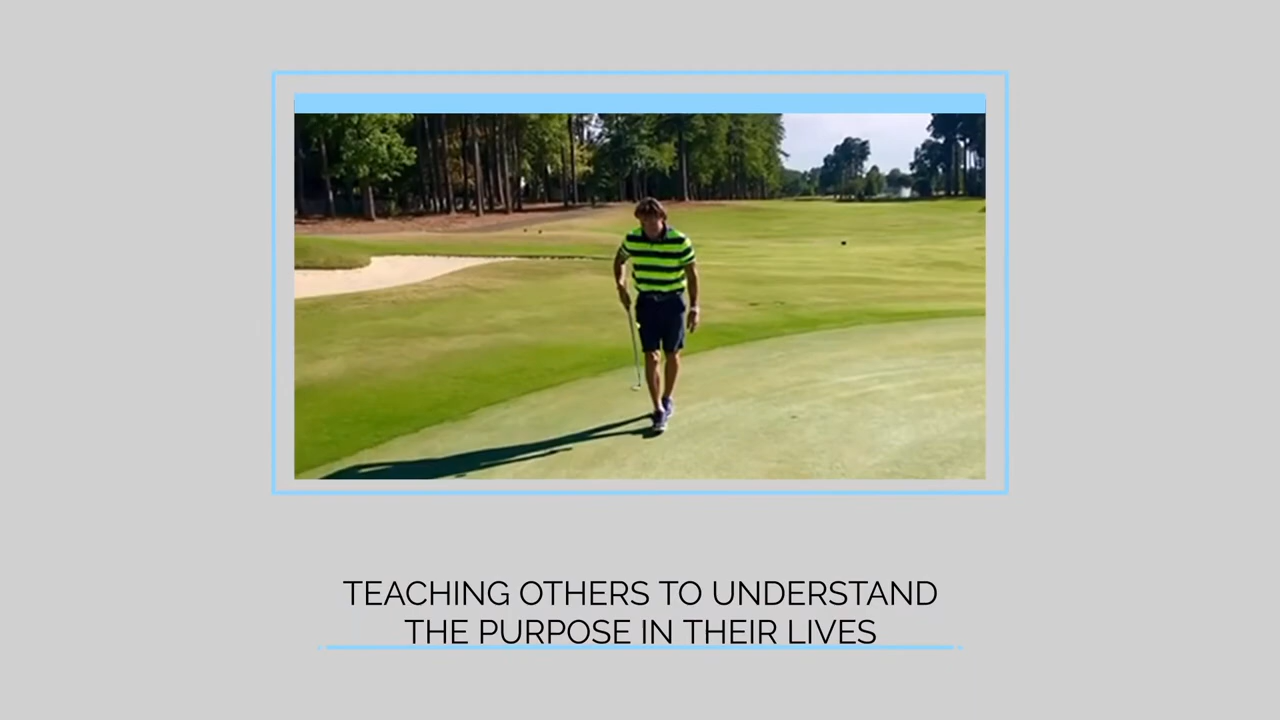 TEACHING OTHERS TO UNDERSTAND
THE PURPOSE IN THEIR LIVES